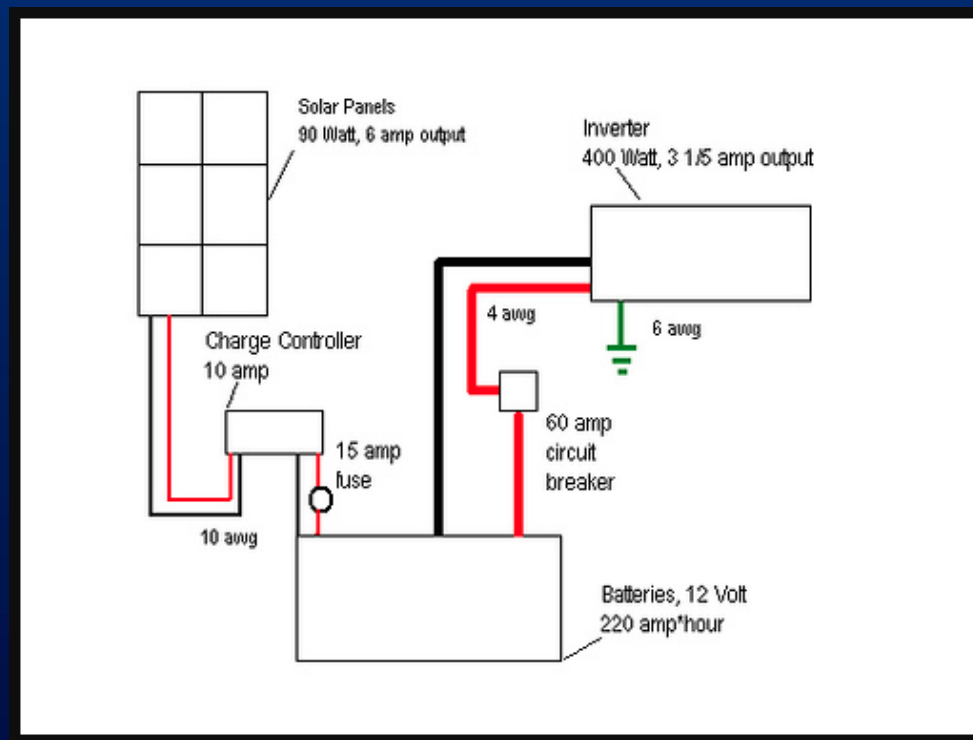 Solar Panels
90 Watt, 6 amp output
Inverter
400 Watt, 3 1/5 amp output
4 awg
6 awg
Charge Controller
10 amp
60 amp
circuit
breaker
15 amp
fuse
10 awg
Batteries, 12 Volt
220 amp*hour